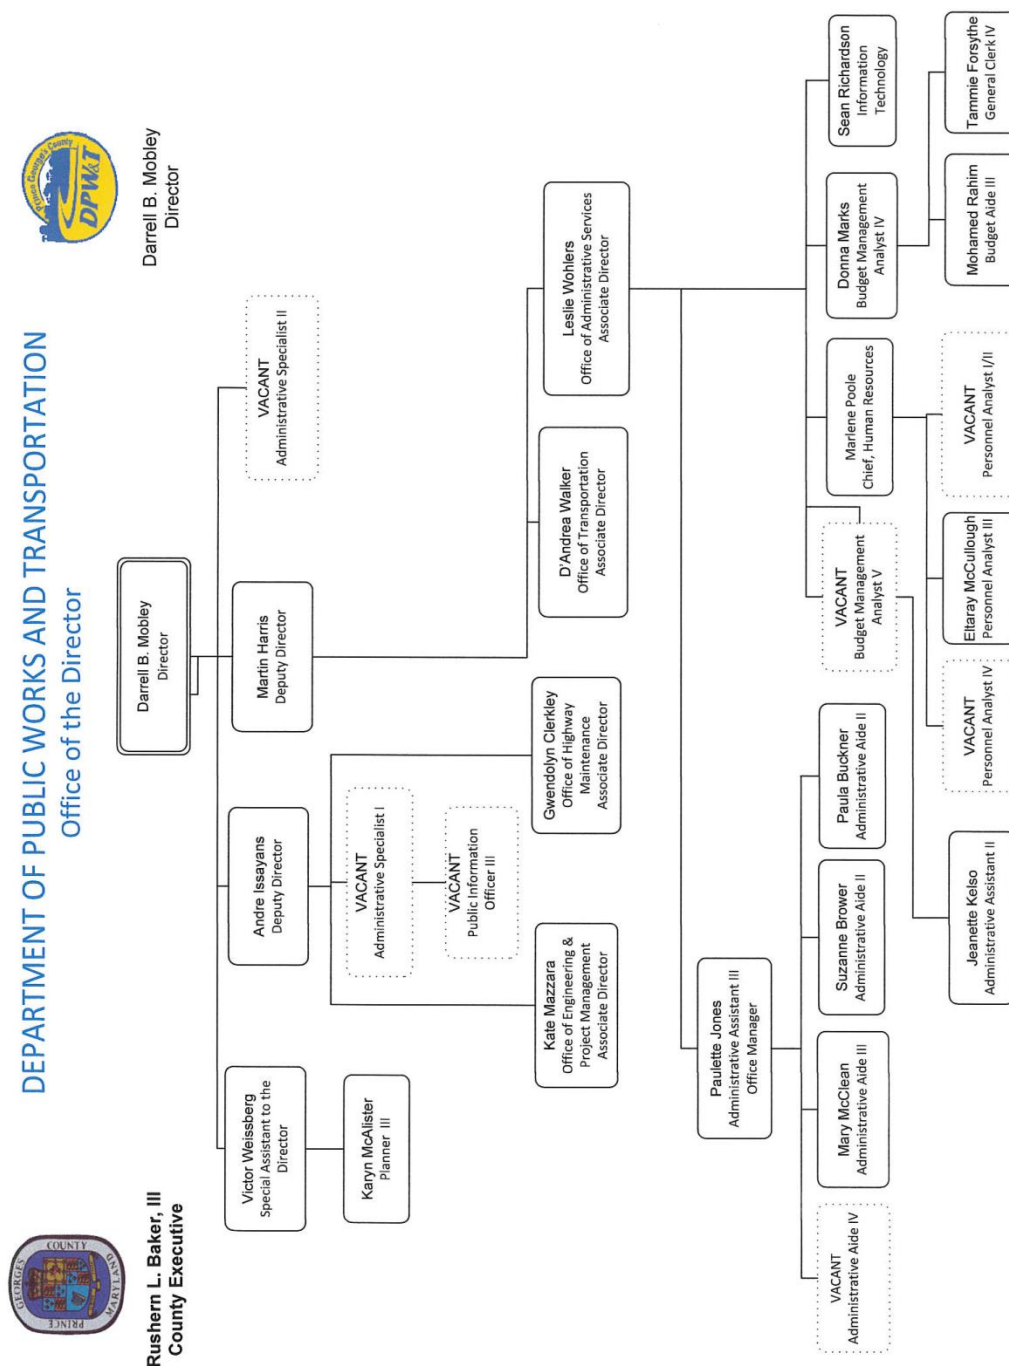 DEPARTMENT OF PUBLIC WORKS AND TRANSPORTATION
Office of the Director
GEORGES
COUNTY
PRINCE
MARYLAND
Rushern L. Baker, III
County Executive
Prince George's County
DPW&T
Darrell B. Mobley
Director
Darrell B. Mobley
Director
Victor Weissberg
Special Assistant to the
Director
Andre Issayans
Deputy Director
Martin Harris
Deputy Director
VACANT
Administrative Specialist II
Karyn McAlister
Planner III
VACANT
Administrative Specialist I
VACANT
Public Information
Officer III
Kate Mazzara
Office of Engineering &
Project Management
Associate Director
Gwendolyn Clerkley
Office of Highway
Maintenance
Associate Director
D'Andrea Walker
Office of Transportation
Associate Director
Leslie Wohlers
Office of Administrative Services
Associate Director
Paulette Jones
Administrative Assistant III
Office Manager
VACANT
Administrative Aide IV
Mary McClean
Administrative Aide III
Suzanne Brower
Administrative Aide II
Paula Buckner
Administrative Aide II
VACANT
Budget Management
Analyst V
Marlene Poole
Chief, Human Resources
Donna Marks
Budget Management
Analyst IV
Sean Richardson
Information
Technology
Jeanette Kelso
Administrative Assistant II
VACANT
Personnel Analyst IV
Eltaray McCullough
Personnel Analyst III
VACANT
Personnel Analyst I/II
Mohamed Rahim
Budget Aide III
Tammie Forsythe
General Clerk IV